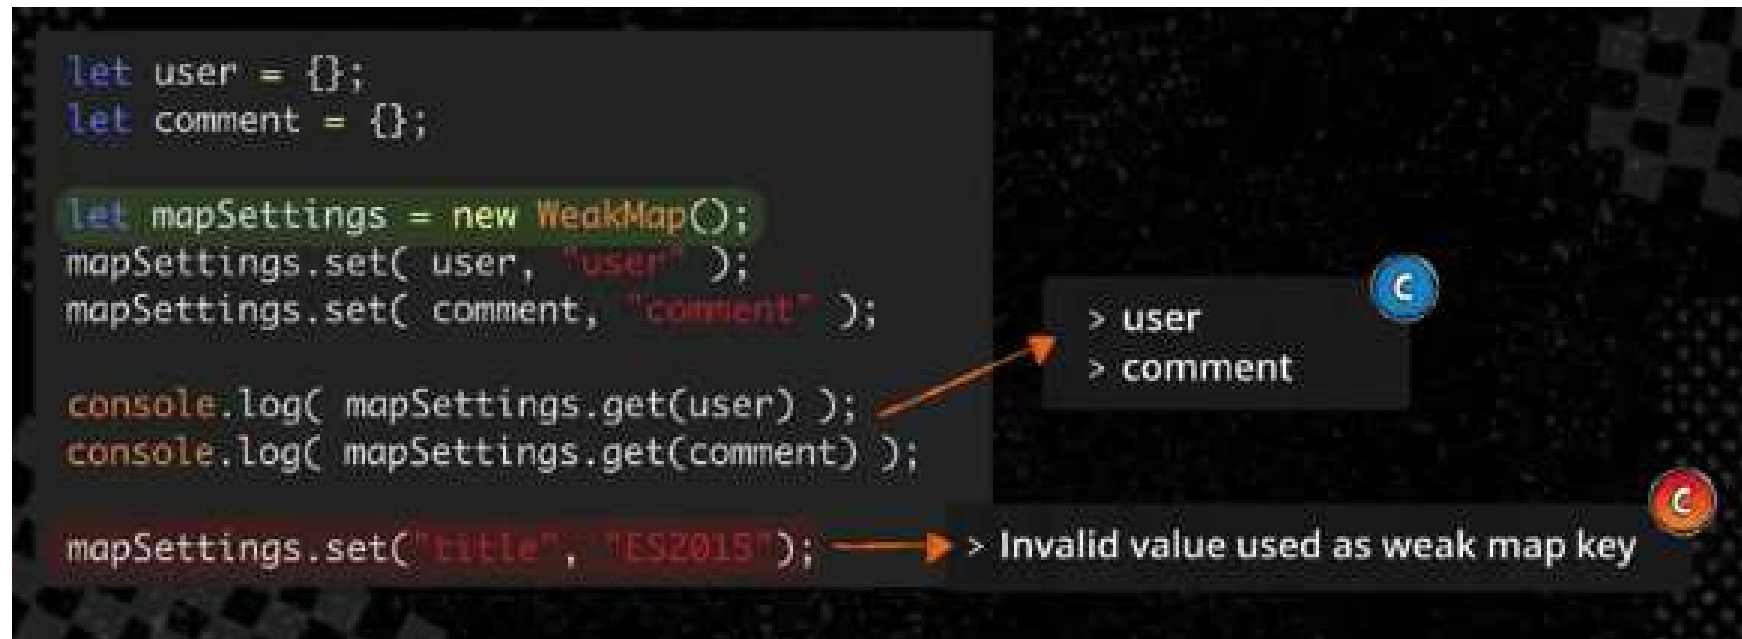 let user = {};
let comment = {};
let mapSettings = new WeakMap();
mapSettings.set( user, "user" );
mapSettings.set( comment, "comment" );
console.log( mapSettings.get(user) );
console.log( mapSettings.get(comment) );
mapSettings.set("title", "ES2015");
C
> user
> comment
C
> Invalid value used as weak map key